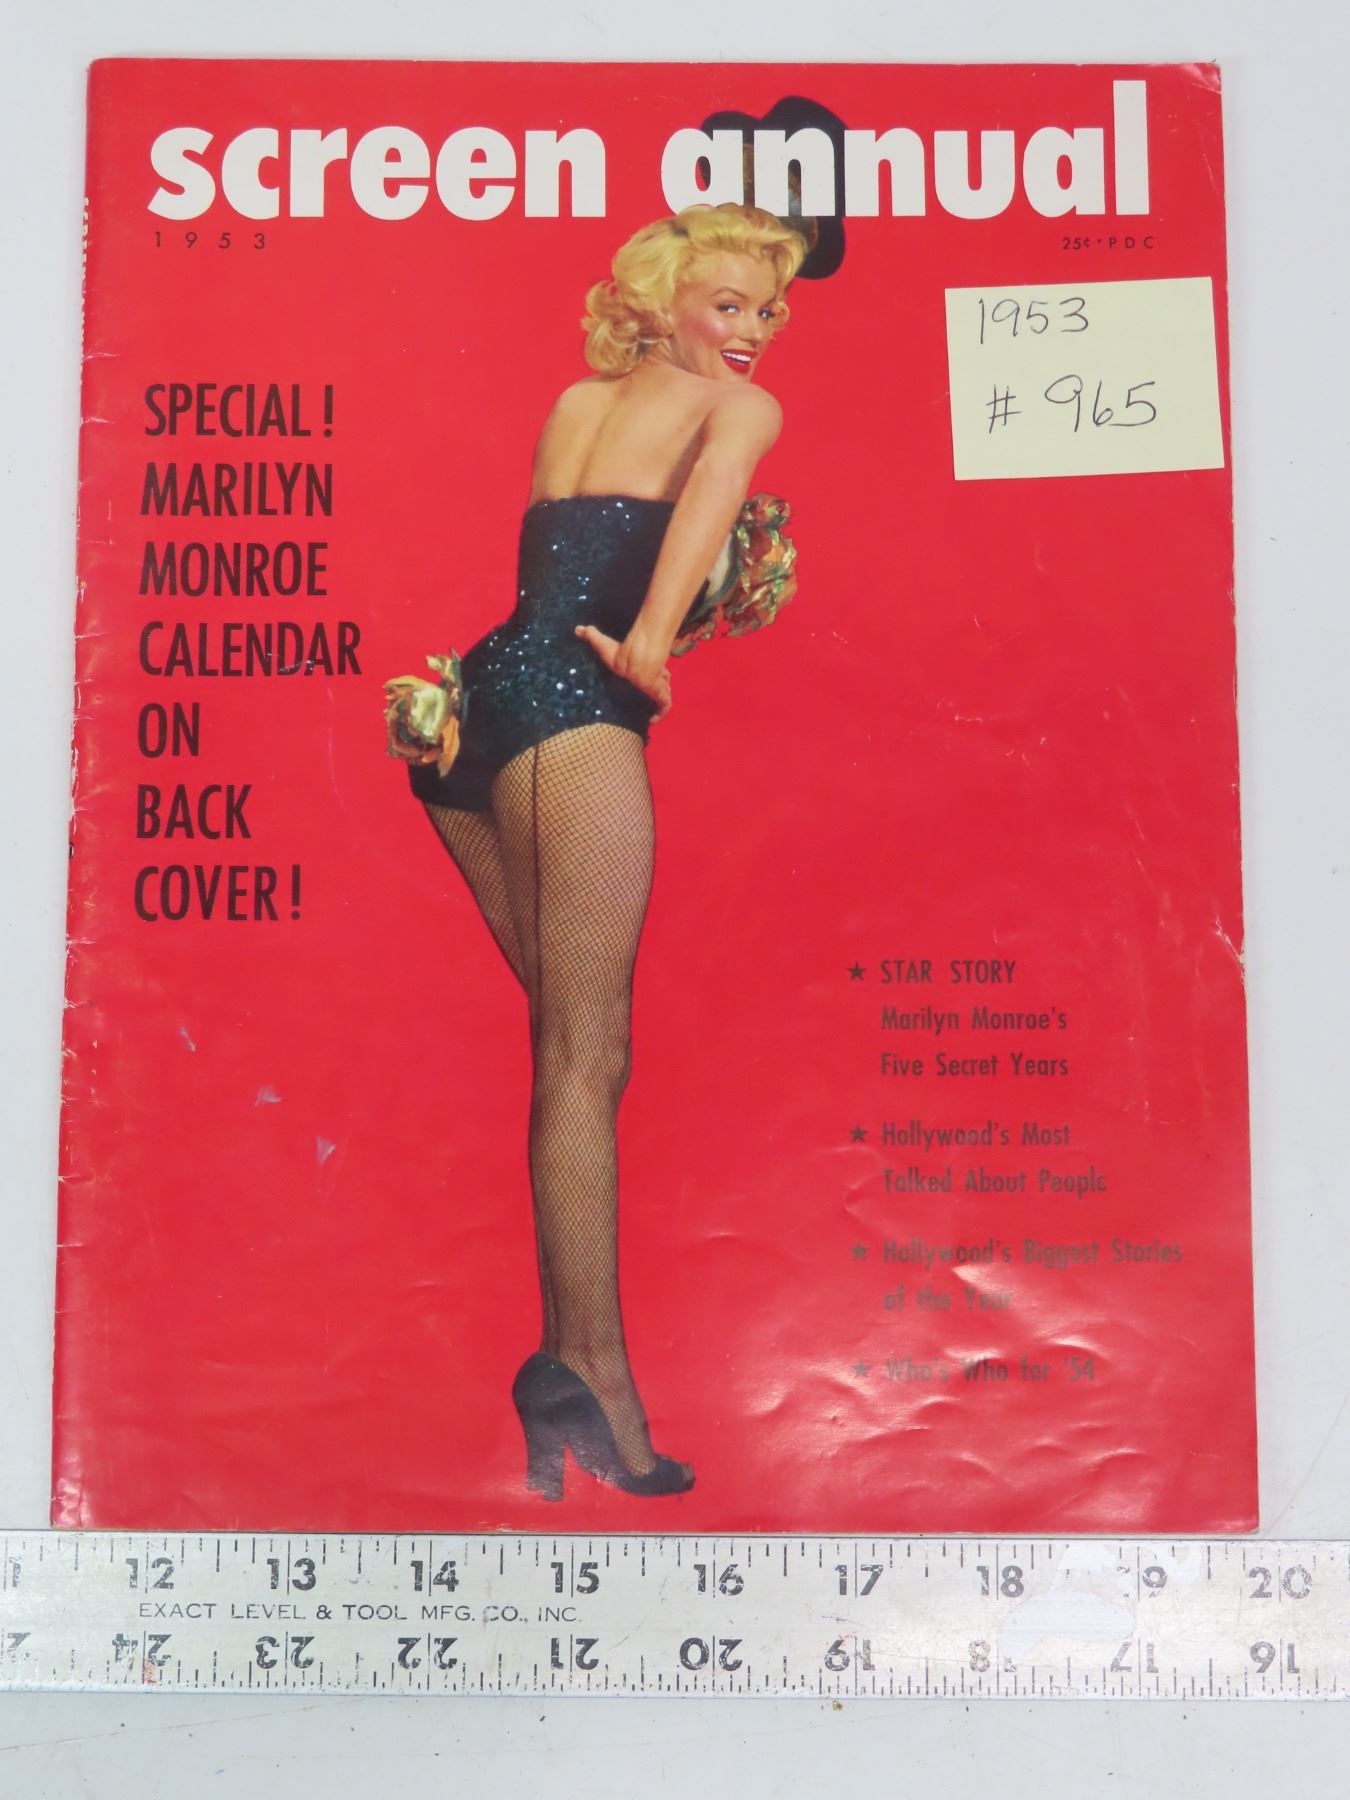 screen annual
1953
25¢ · PDC
1953
# 965
SPECIAL!
MARILYN
MONROE
CALENDAR
ON
BACK
COVER!
★ STAR STORY
Marilyn Monroe's
Five Secret Years
★ Hollywood's Most
Talked About People
★ Hollywood's Biggest Stories
of the Year
★ Who's Who for '54
12 13 14 15 16 17 18 19 20
EXACT LEVEL & TOOL MFG. CO., INC.
24 23 22 21 20 19 18 17 16